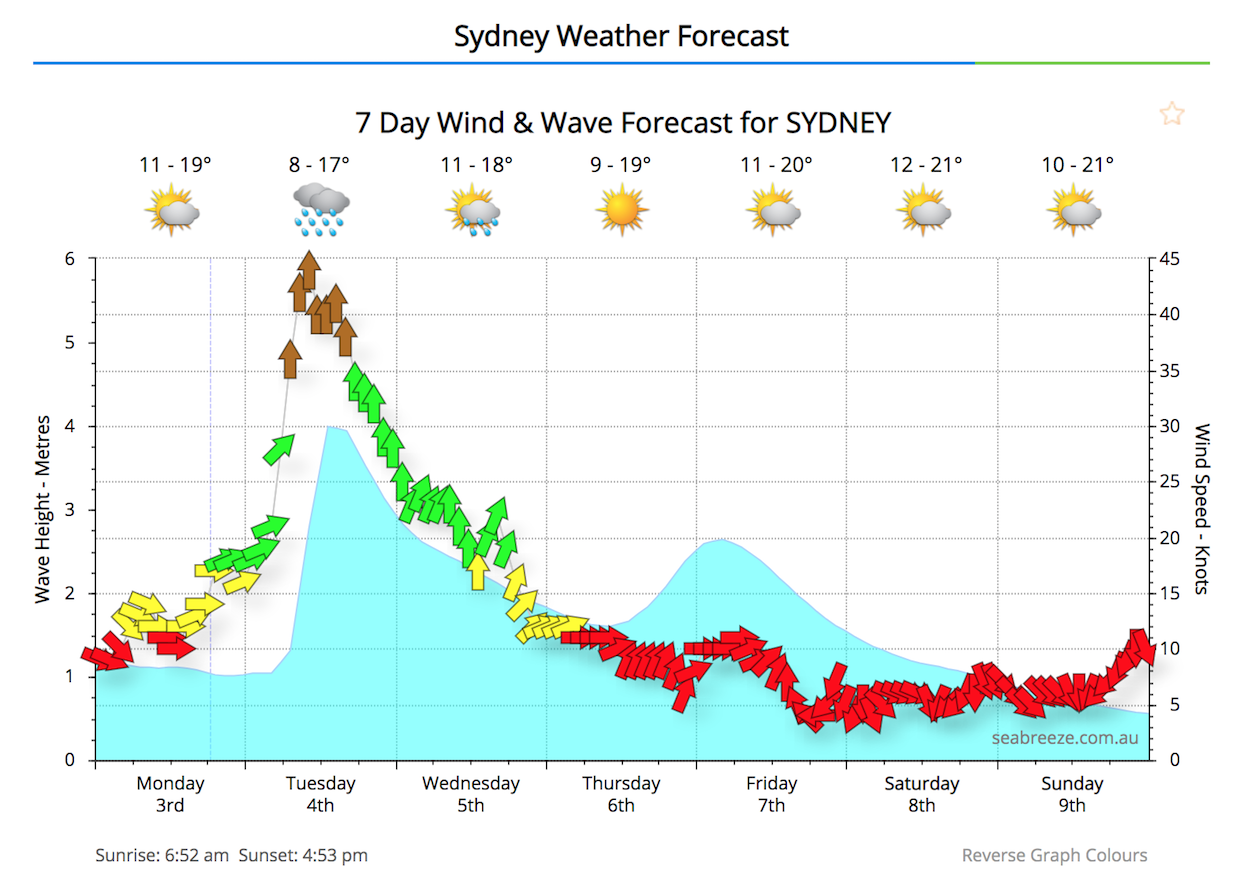 Sydney Weather Forecast
7 Day Wind & Wave Forecast for SYDNEY
11 - 19° 8 - 17° 11 - 18° 9 - 19° 11 - 20° 12 - 21° 10 - 21°
6
5
4
3
2
1
0
Wave Height - Metres
45
40
35
30
25
20
15
10
5
0
Wind Speed - Knots
seabreeze.com.au
Monday Tuesday Wednesday Thursday Friday Saturday Sunday
3rd 4th 5th 6th 7th 8th 9th
Sunrise: 6:52 am Sunset: 4:53 pm
Reverse Graph Colours